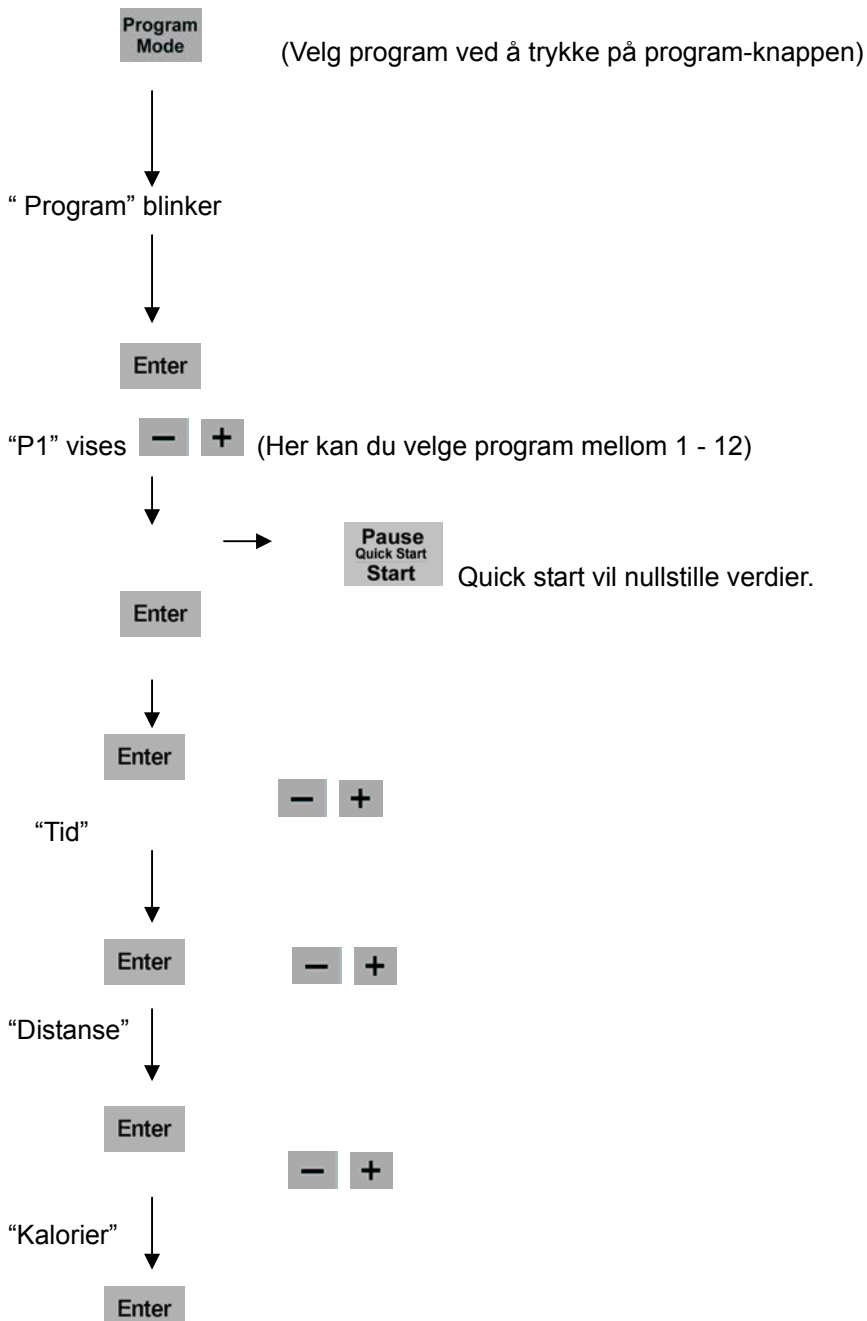 Program
Mode
(Velg program ved å trykke på program-knappen)
“ Program” blinker
Enter
“P1” vises − + (Her kan du velge program mellom 1 - 12)
Pause
Quick Start
Start
Quick start vil nullstille verdier.
Enter
Enter
− +
“Tid”
Enter − +
“Distanse”
Enter
− +
“Kalorier”
Enter